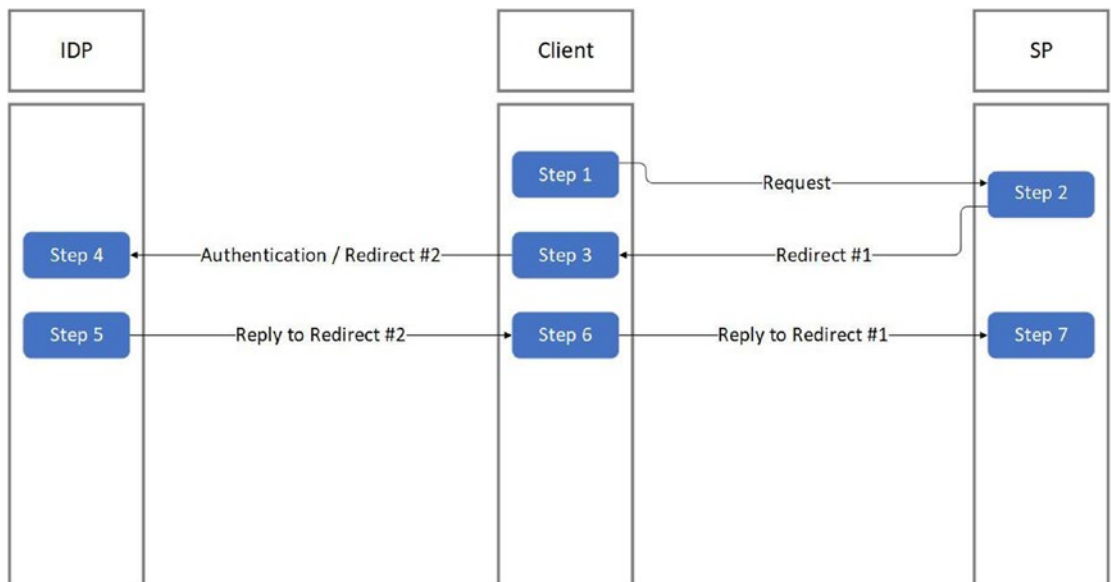 IDP
Client
SP
Step 1
Request
Step 2
Step 4
Authentication / Redirect #2
Step 3
Redirect #1
Step 5
Reply to Redirect #2
Step 6
Reply to Redirect #1
Step 7